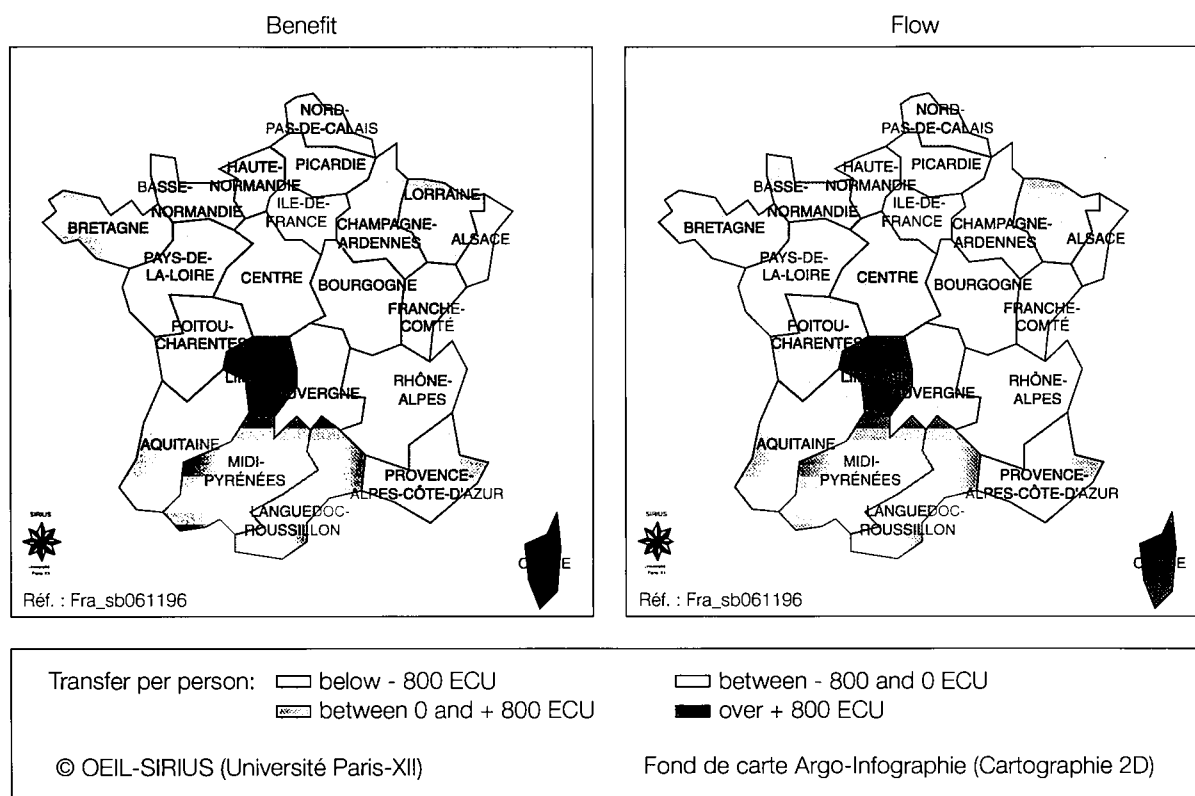 Benefit
Flow
NORD-
PAS-DE-CALAIS
HAUTE-
NORMANDIE
PICARDIE
BASSE-
NORMANDIE
ILE-DE-
FRANCE
LORRAINE
CHAMPAGNE-
ARDENNES
ALSACE
BRETAGNE
PAYS-DE-
LA-LOIRE
CENTRE
BOURGOGNE
FRANCHE-
COMTÉ
POITOU-
CHARENTES
RHÔNE-
ALPES
AQUITAINE
MIDI-
PYRÉNÉES
PROVENCE-
ALPES-CÔTE-D'AZUR
LANGUEDOC-
ROUSSILLON
SIRIUS
Réf. : Fra_sb061196
NORD-
PAS-DE-CALAIS
HAUTE-
NORMANDIE
PICARDIE
BASSE-
NORMANDIE
ILE-DE-
FRANCE
CHAMPAGNE-
ARDENNES
ALSACE
BRETAGNE
PAYS-DE-
LA-LOIRE
CENTRE
BOURGOGNE
FRANCHE-
COMTÉ
POITOU-
CHARENTES
RHÔNE-
ALPES
AQUITAINE
MIDI-
PYRÉNÉES
PROVENCE-
ALPES-CÔTE-D'AZUR
LANGUEDOC-
ROUSSILLON
SIRIUS
Réf. : Fra_sb061196
Transfer per person: below - 800 ECU between - 800 and 0 ECU
between 0 and + 800 ECU over + 800 ECU
© OEIL-SIRIUS (Université Paris-XII) Fond de carte Argo-Infographie (Cartographie 2D)